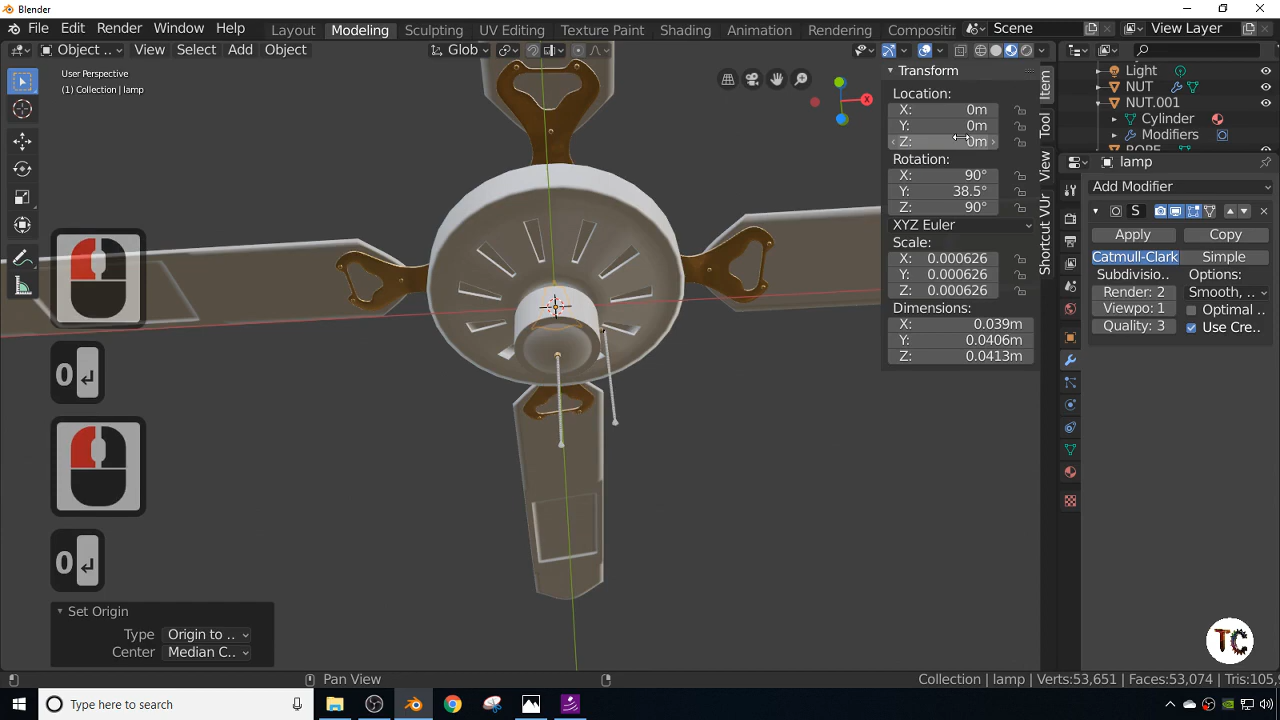 Blender
File Edit Render Window Help Layout Modeling Sculpting UV Editing Texture Paint Shading Animation Rendering Compositir Scene View Layer
Object .. View Select Add Object Glob
User Perspective
(1) Collection | lamp
Transform
Location:
X: 0m
Y: 0m
Z: 0m
Rotation:
X: 90°
Y: 38.5°
Z: 90°
XYZ Euler
Scale:
X: 0.000626
Y: 0.000626
Z: 0.000626
Dimensions:
X: 0.039m
Y: 0.0406m
Z: 0.0413m
Item
Tool
View
Shortcut VUr
Light
NUT
NUT.001
Cylinder
Modifiers
lamp
Add Modifier
S
Apply Copy
Catmull-Clark Simple
Subdivisio.. Options:
Render: 2 Smooth, ..
Viewpo: 1 Optimal ..
Quality: 3 Use Cre..
0
0
Set Origin
Type Origin to ..
Center Median C..
TC
Pan View Collection | lamp | Verts:53,651 | Faces:53,074 | Tris:105,
Type here to search